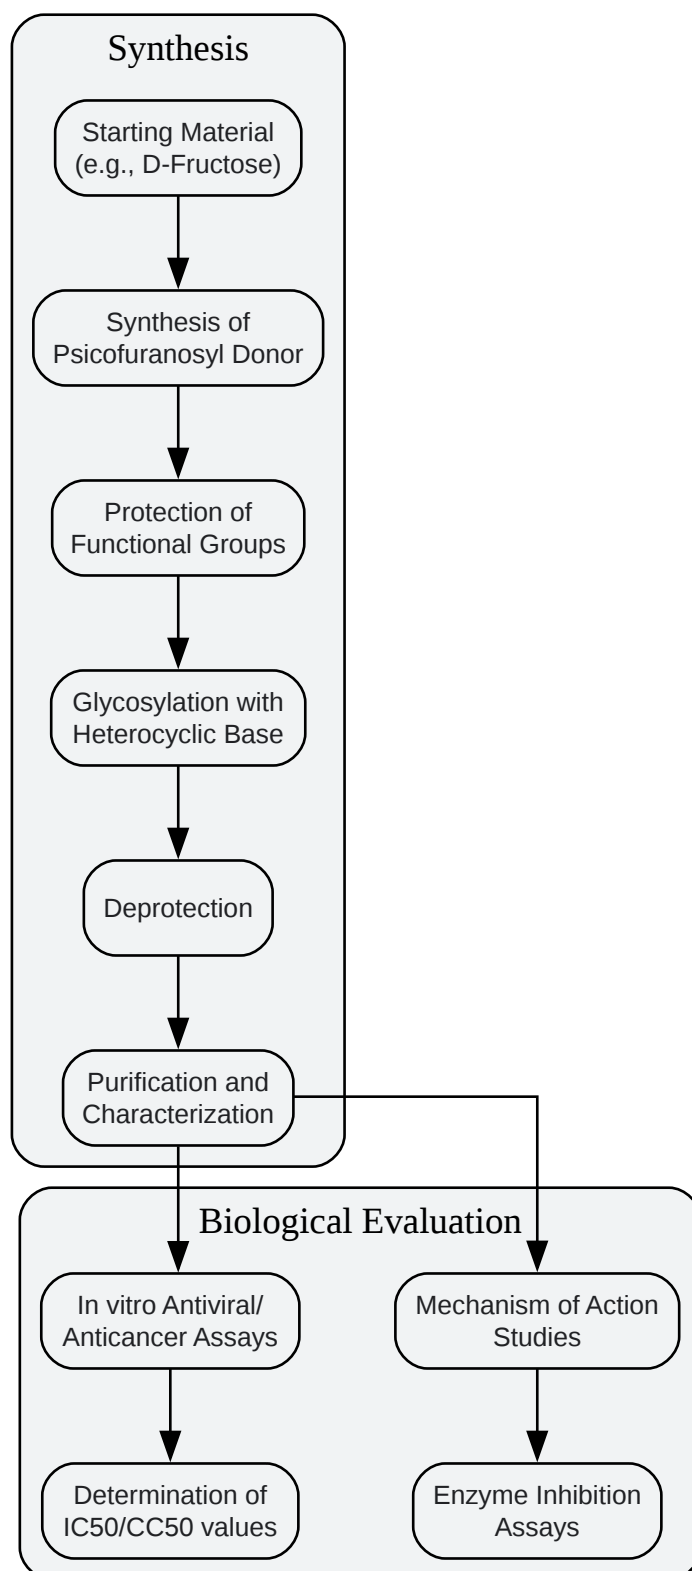 Synthesis
Starting Material
(e.g., D-Fructose)
Synthesis of
Psicofuranosyl Donor
Protection of
Functional Groups
Glycosylation with
Heterocyclic Base
Deprotection
Purification and
Characterization
Biological Evaluation
In vitro Antiviral/
Anticancer Assays
Mechanism of Action
Studies
Determination of
IC50/CC50 values
Enzyme Inhibition
Assays